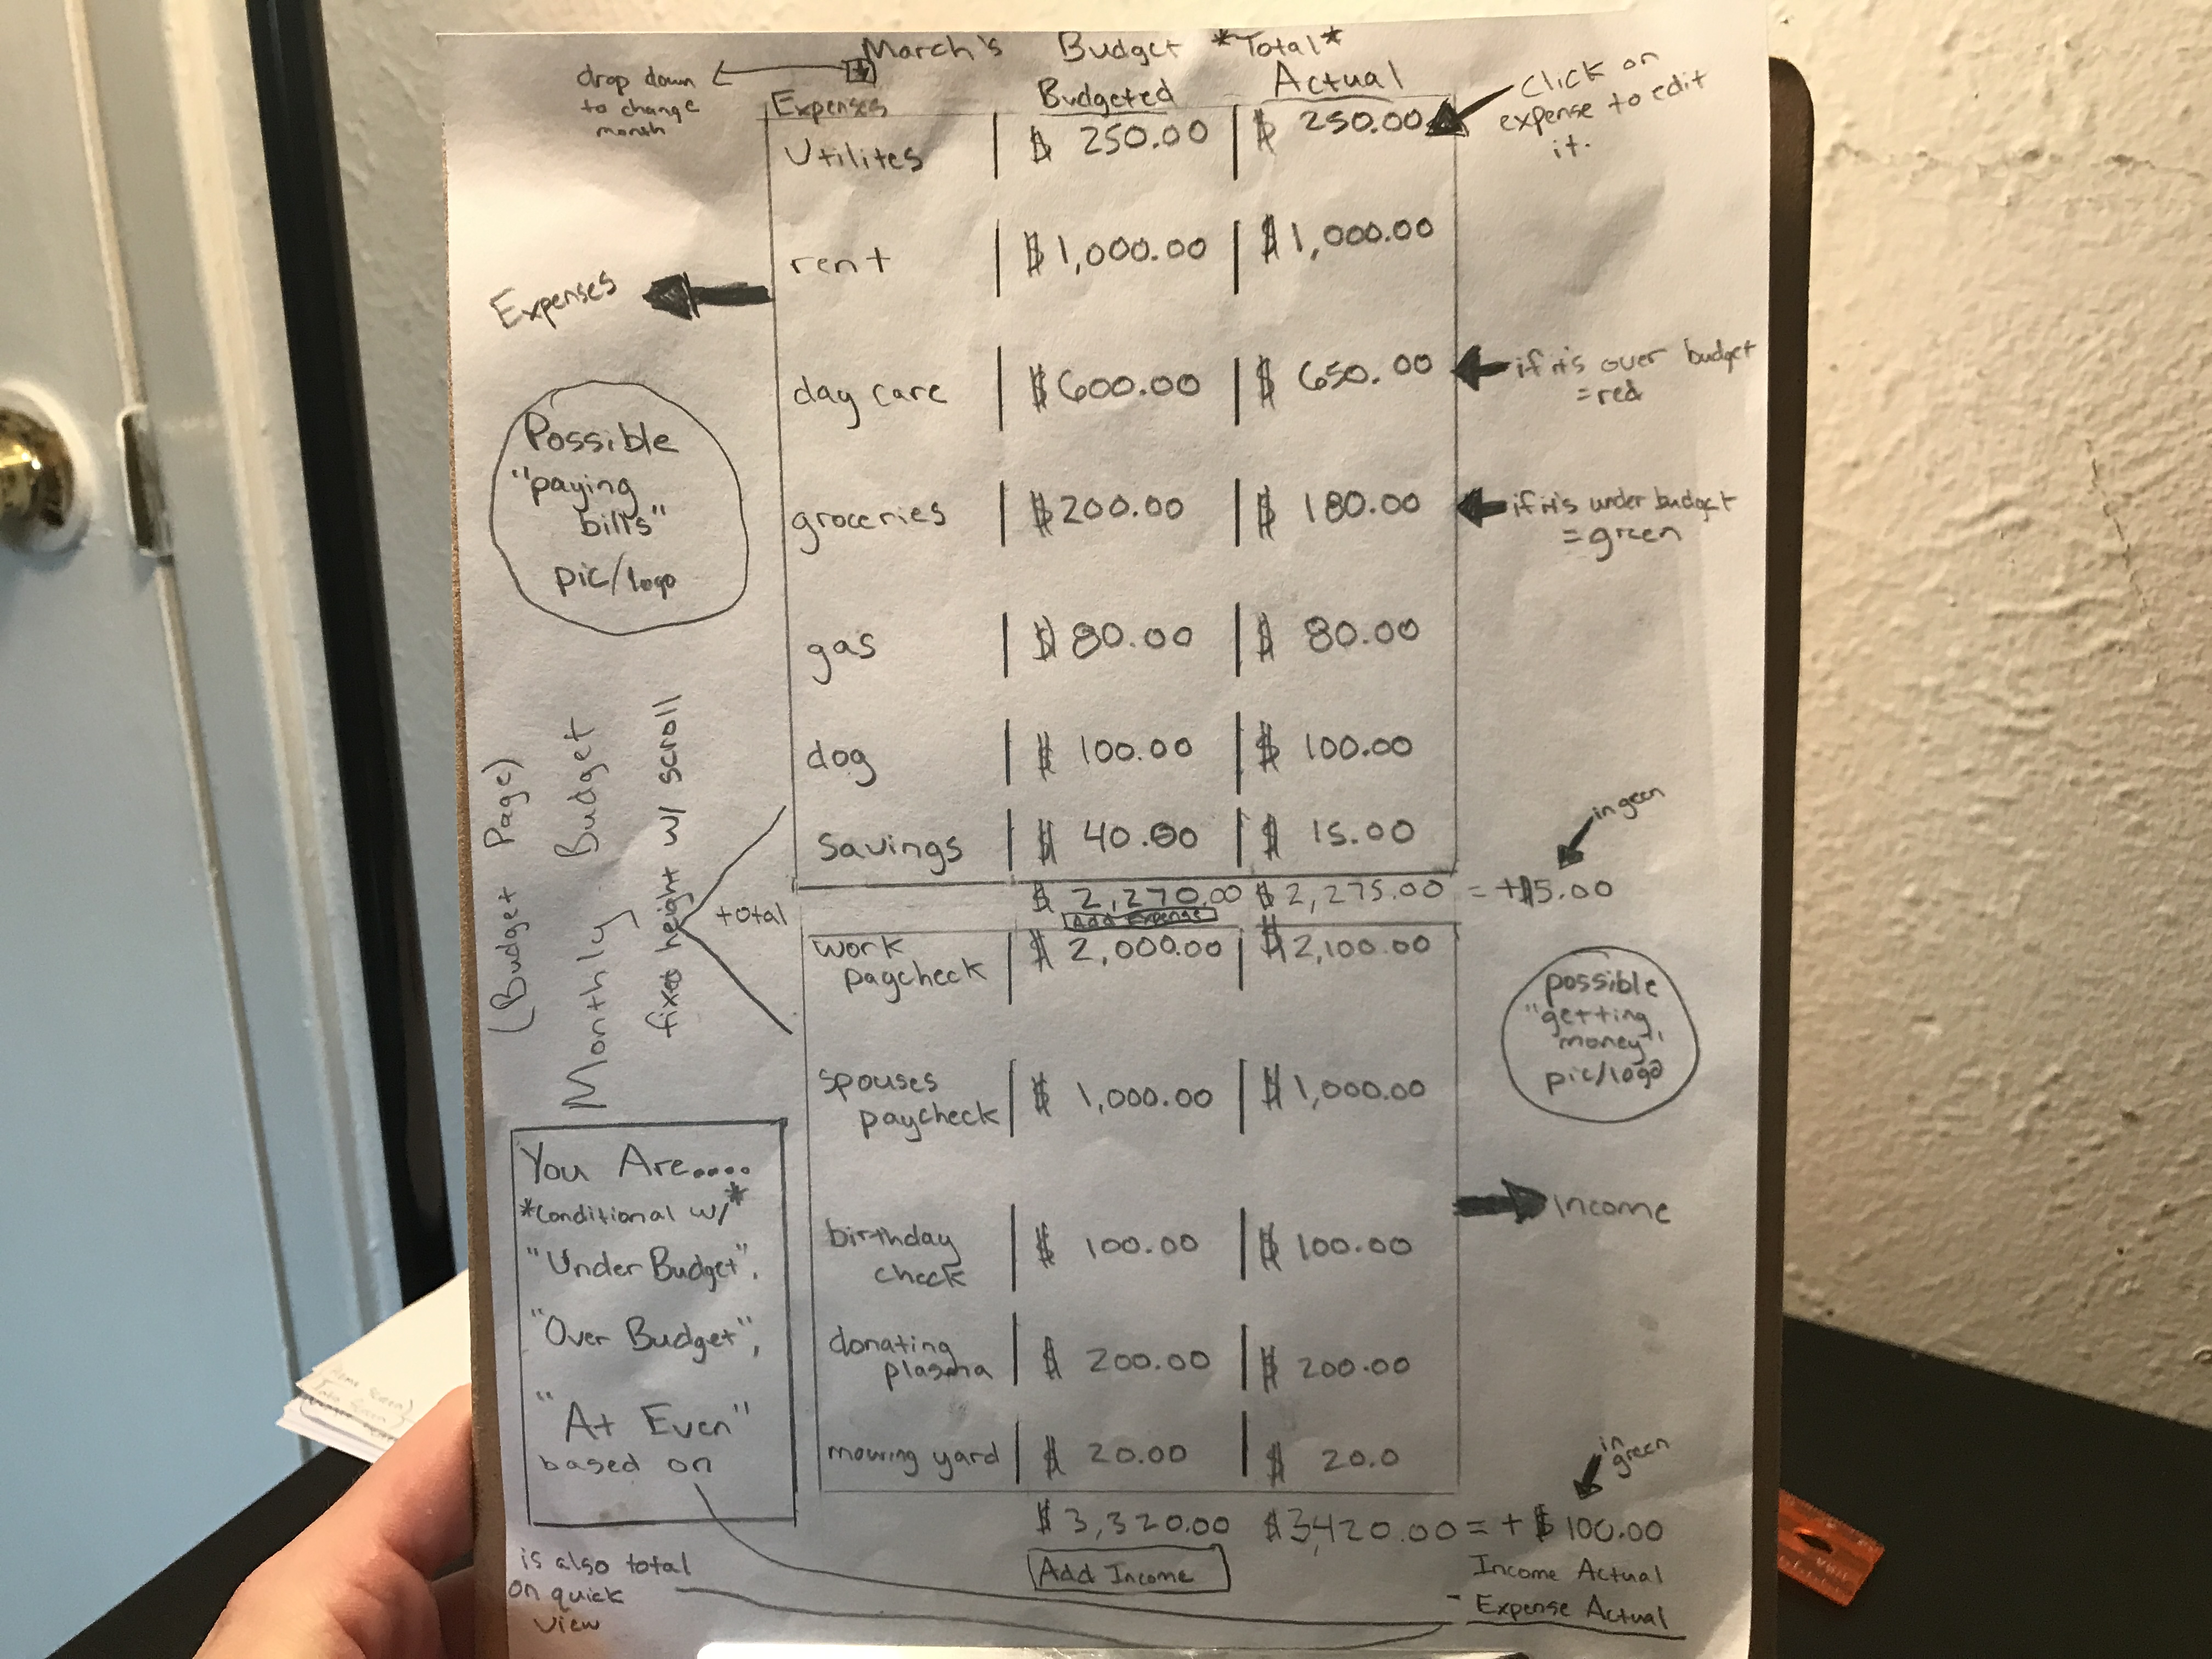 March's Budget *Total*
drop down
to change
month
Expenses Budgeted Actual
Click on
expense to edit
it.
Utilites $ 250.00 $ 250.00
rent $1,000.00 $1,000.00
Expenses
day care $600.00 $ 650.00
if it's over budget
=red
Possible
"paying
bills"
pic/logo
groceries $200.00 $ 180.00
if it's under budget
=green
gas $ 80.00 $ 80.00
dog $ 100.00 $ 100.00
savings $ 40.00 $ 15.00
in geen
(Budget Page)
Monthly Budget
fixed height w/ scroll
total
$ 2,270.00 $ 2,275.00 = +$5.00
Add Expense
work
paycheck $ 2,000.00 $2,100.00
possible
"getting
money"
pic/logo
spouses
paycheck $ 1,000.00 $1,000.00
Income
birthday
check $ 100.00 $ 100.00
donating
plasma $ 200.00 $ 200.00
mowing yard $ 20.00 $ 20.0
in
green
$3,320.00 $3,420.00 = + $ 100.00
Add Income
Income Actual
- Expense Actual
You Are....
*Conditional w/*
"Under Budget",
"Over Budget",
"At Even"
based on
is also total
on quick
view